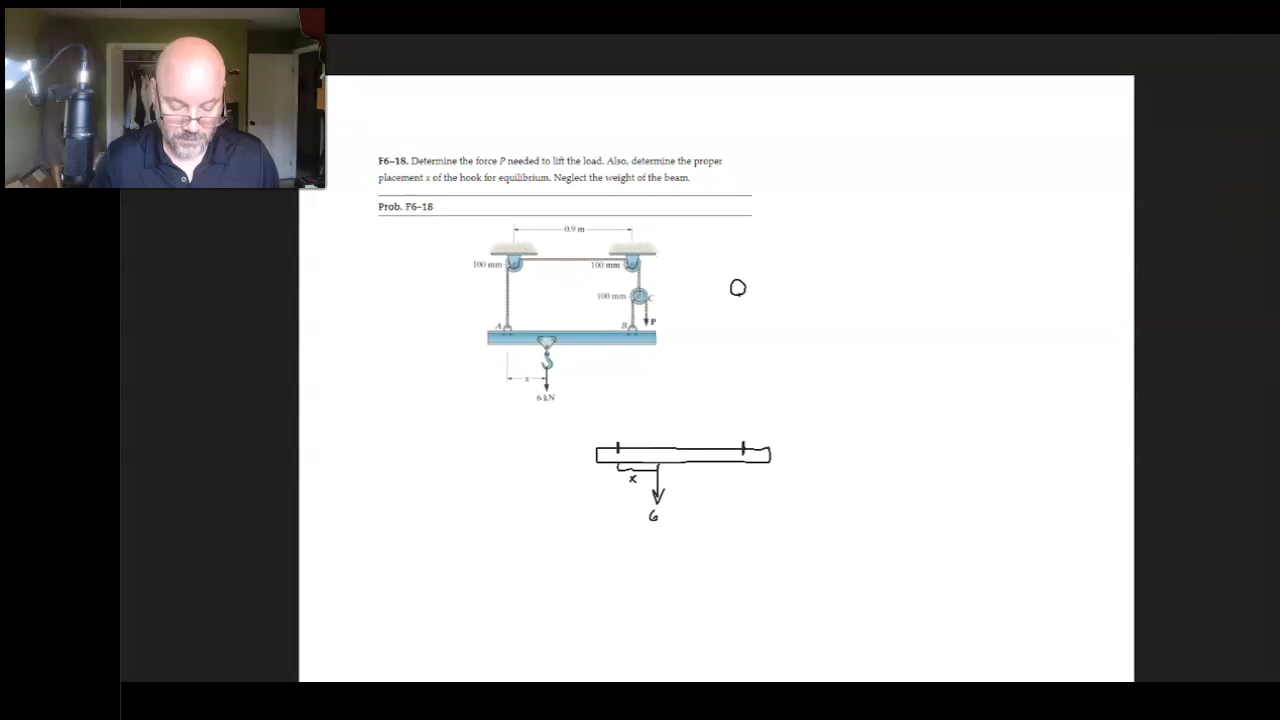 F6–18. Determine the force P needed to lift the load. Also, determine the proper
placement x of the hook for equilibrium. Neglect the weight of the beam.
Prob. F6–18
0.9 m
100 mm
100 mm
100 mm
C
A
B
P
x
6 kN
x
6